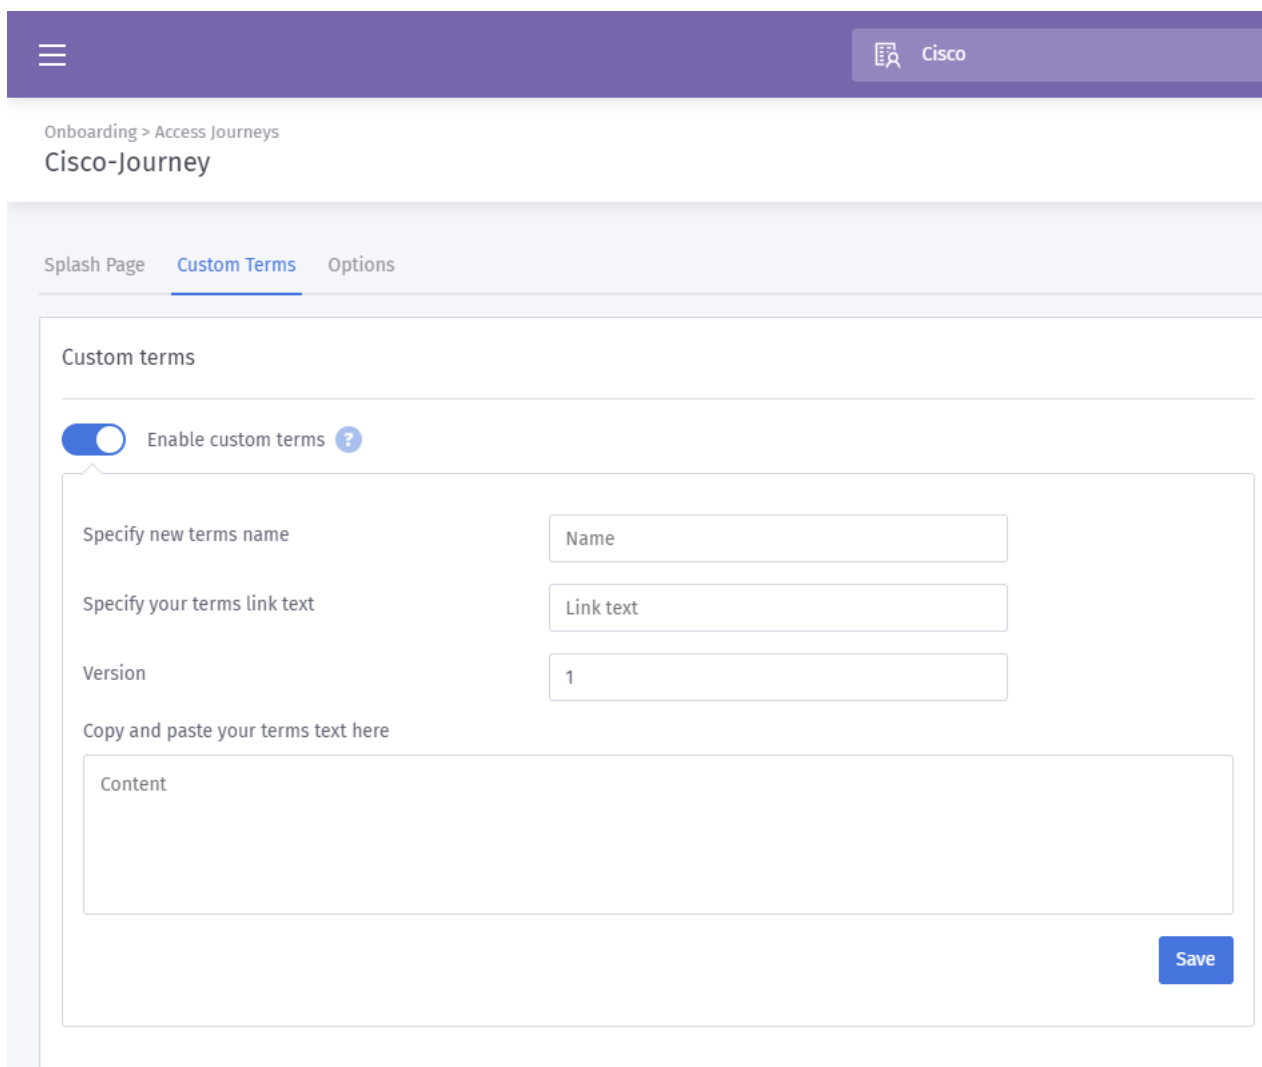 Cisco
Onboarding > Access Journeys
Cisco-Journey
Splash Page Custom Terms Options
Custom terms
Enable custom terms ?
Specify new terms name Name
Specify your terms link text Link text
Version 1
Copy and paste your terms text here
Content
Save